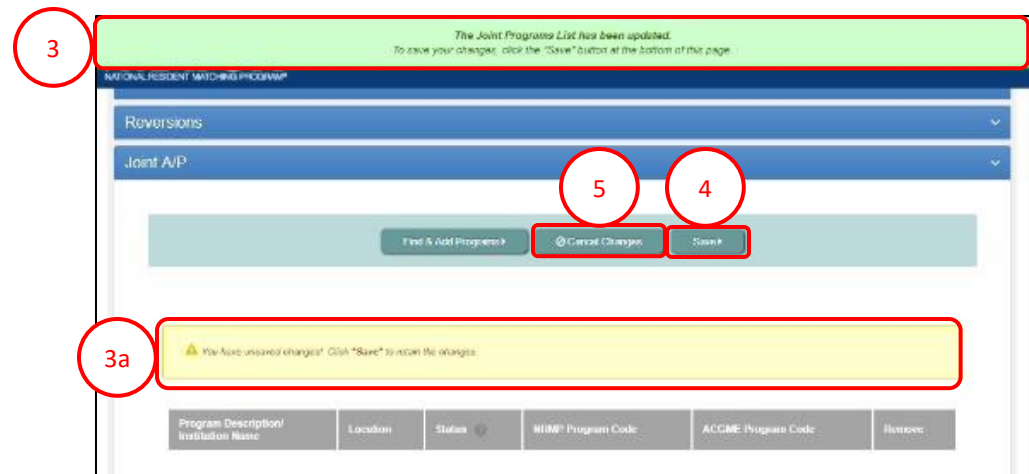 3
The Joint Programs List has been updated.
To save your changes, click the "Save" button at the bottom of this page.
NATIONAL RESIDENT MATCHING PROGRAM®
Reversions
Joint A/P
5
4
Find & Add Programs
Cancel Changes
Save
3a
You have unsaved changes! Click "Save" to retain the changes.
Program Description/
Institution Name
Location
Status
NRMP Program Code
ACGME Program Code
Remove